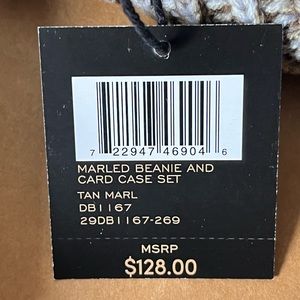 7 22947 46904 6
MARLED BEANIE AND
CARD CASE SET
TAN MARL
DB1167
29DB1167-269
MSRP
$128.00